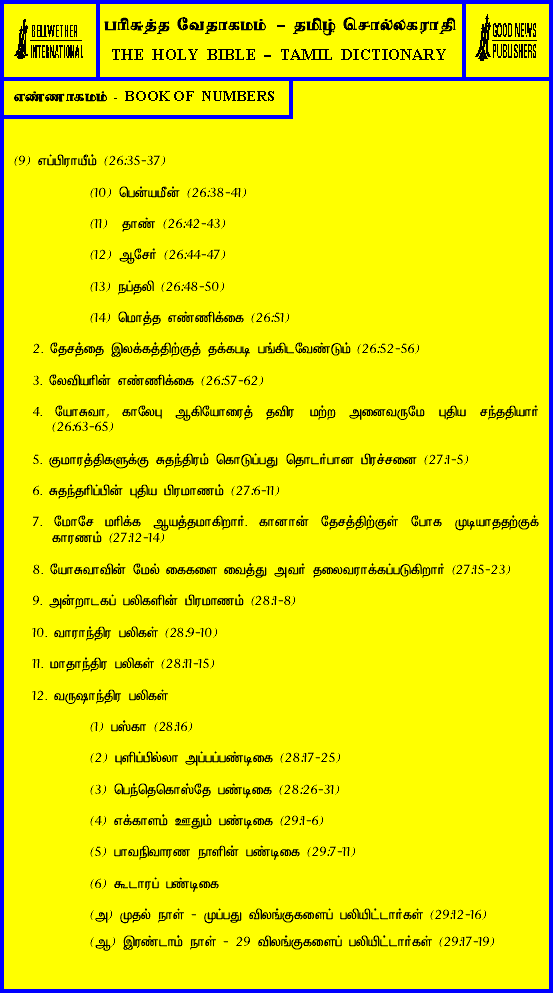 BELLWETHER
INTERNATIONAL
பரிசுத்த வேதாகமம் – தமிழ் சொல்லகராதி
THE HOLY BIBLE – TAMIL DICTIONARY
GOOD NEWS
PUBLISHERS
எண்ணாகமம் - BOOK OF NUMBERS
(9) எப்பிராயீம் (26:35-37)
(10) பென்யமீன் (26:38-41)
(11) தாண் (26:42-43)
(12) ஆசேர் (26:44-47)
(13) நப்தலி (26:48-50)
(14) மொத்த எண்ணிக்கை (26:51)
2. தேசத்தை இலக்கத்திற்குத் தக்கபடி பங்கிடவேண்டும் (26:52-56)
3. லேவியரின் எண்ணிக்கை (26:57-62)
4. யோசுவா, காலேபு ஆகியோரைத் தவிர மற்ற அனைவருமே புதிய சந்ததியார்
(26:63-65)
5. குமாரத்திகளுக்கு சுதந்திரம் கொடுப்பது தொடர்பான பிரச்சனை (27:1-5)
6. சுதந்தரிப்பின் புதிய பிரமாணம் (27:6-11)
7. மோசே மரிக்க ஆயத்தமாகிறார். கானான் தேசத்திற்குள் போக முடியாததற்குக்
காரணம் (27:12-14)
8. யோசுவாவின் மேல் கைகளை வைத்து அவர் தலைவராக்கப்படுகிறார் (27:15-23)
9. அன்றாடகப் பலிகளின் பிரமாணம் (28:1-8)
10. வாராந்திர பலிகள் (28:9-10)
11. மாதாந்திர பலிகள் (28:11-15)
12. வருஷாந்திர பலிகள்
(1) பஸ்கா (28:16)
(2) புளிப்பில்லா அப்பப்பண்டிகை (28:17-25)
(3) பெந்தெகொஸ்தே பண்டிகை (28:26-31)
(4) எக்காளம் ஊதும் பண்டிகை (29:1-6)
(5) பாவநிவாரண நாளின் பண்டிகை (29:7-11)
(6) கூடாரப் பண்டிகை
(அ) முதல் நாள் - முப்பது விலங்குகளைப் பலியிட்டார்கள் (29:12-16)
(ஆ) இரண்டாம் நாள் - 29 விலங்குகளைப் பலியிட்டார்கள் (29:17-19)